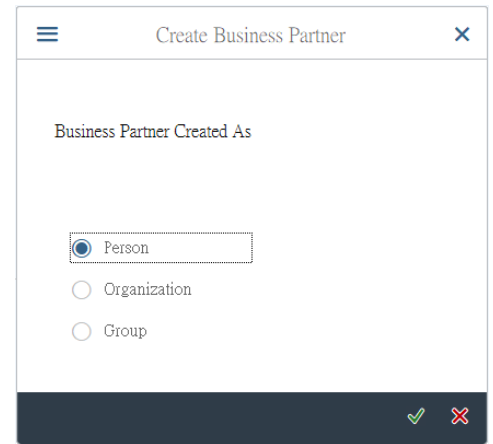 Create Business Partner
Business Partner Created As
Person
Organization
Group